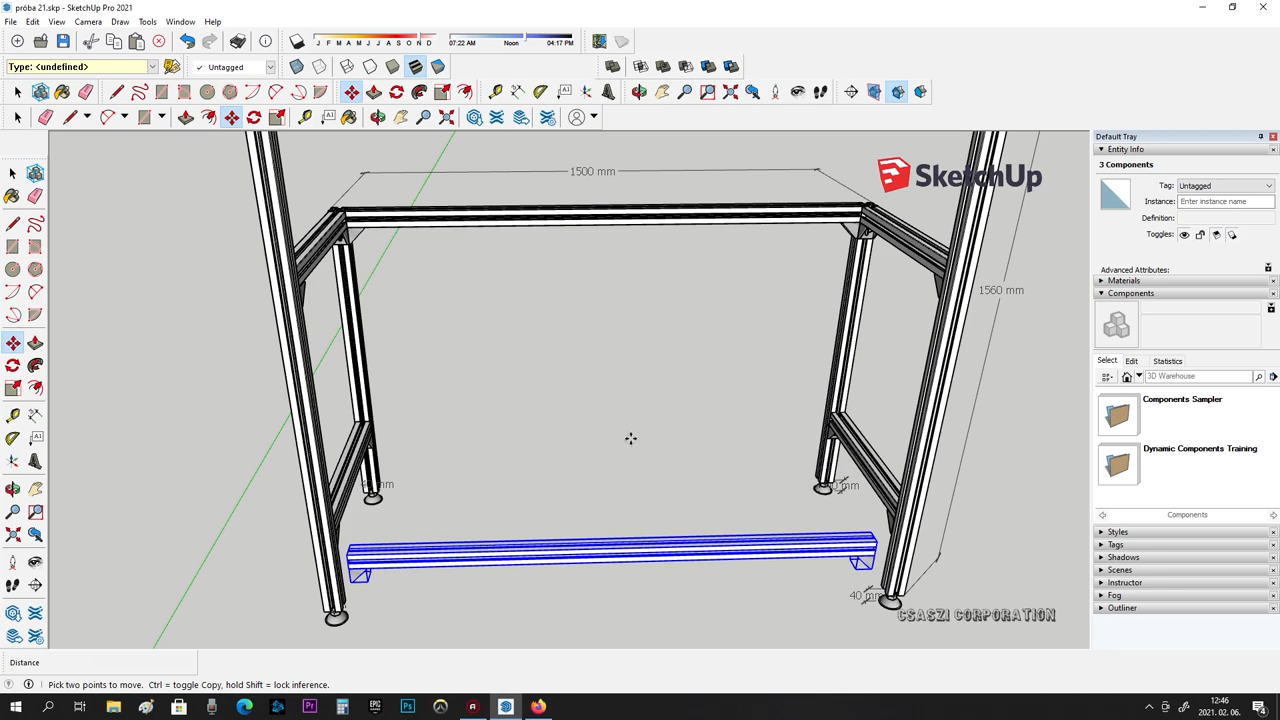 próba 21.skp - SketchUp Pro 2021
File Edit View Camera Draw Tools Window Help
J F M A M J J A S O N D
07:22 AM Noon 04:17 PM
Type: <undefined>
Untagged
Default Tray
Entity Info
3 Components
Tag: Untagged
Instance: Enter instance name
Definition:
Toggles:
Advanced Attributes:
Materials
Components
Select Edit Statistics
3D Warehouse
Components Sampler
Dynamic Components Training
Components
Styles
Tags
Shadows
Scenes
Instructor
Fog
Outliner
1500 mm
SketchUp
1560 mm
mm
mm
40 mm
CSASZI CORPORATION
Distance
Pick two points to move. Ctrl = toggle Copy, hold Shift = lock inference.
12:46
2021. 02. 06.